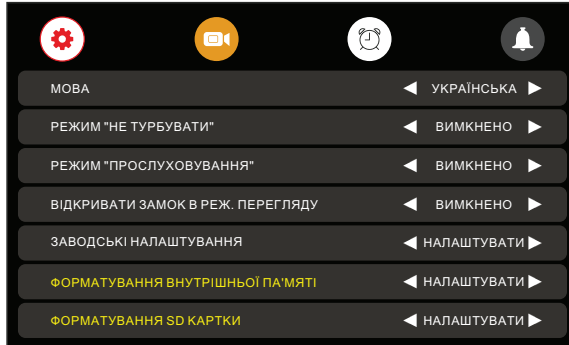 МОВА УКРАЇНСЬКА
РЕЖИМ "НЕ ТУРБУВАТИ" ВИМКНЕНО
РЕЖИМ "ПРОСЛУХОВУВАННЯ" ВИМКНЕНО
ВІДКРИВАТИ ЗАМОК В РЕЖ. ПЕРЕГЛЯДУ ВИМКНЕНО
ЗАВОДСЬКІ НАЛАШТУВАННЯ НАЛАШТУВАТИ
ФОРМАТУВАННЯ ВНУТРІШНЬОЇ ПА'МЯТІ НАЛАШТУВАТИ
ФОРМАТУВАННЯ SD КАРТКИ НАЛАШТУВАТИ